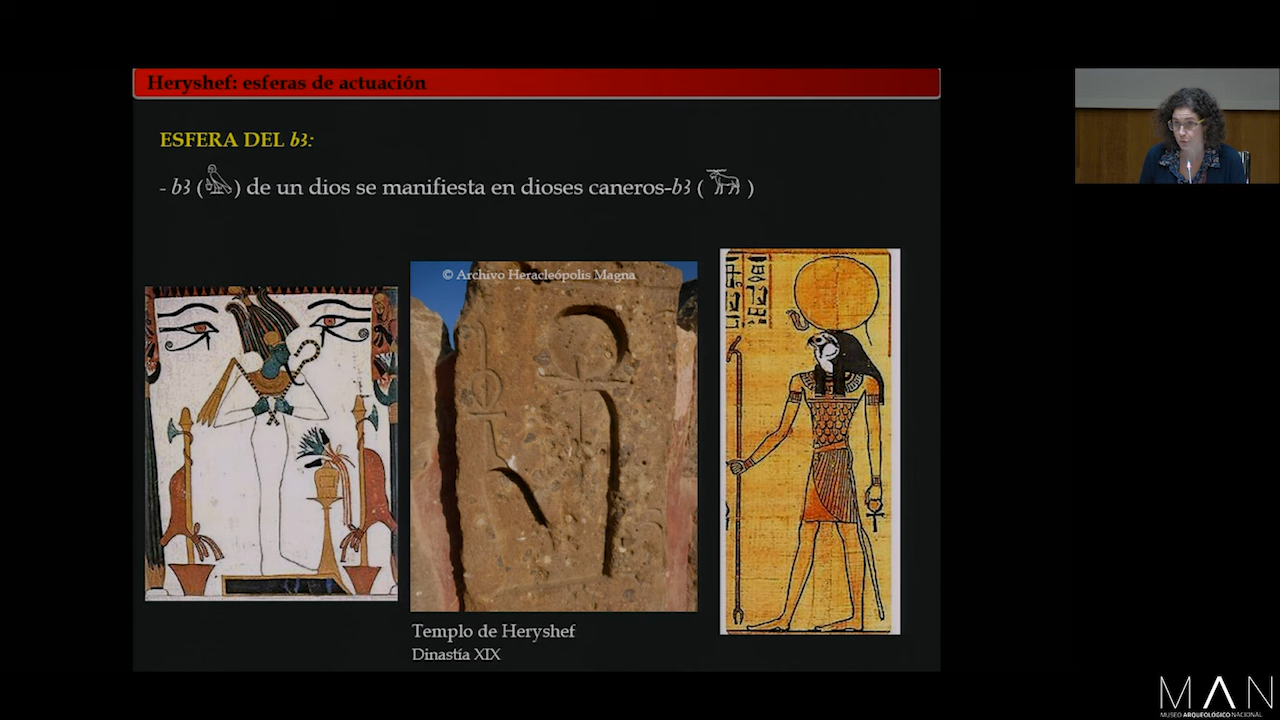 Heryshef: esferas de actuación
ESFERA DEL b3:
- b3 (𓅽) de un dios se manifiesta en dioses caneros-b3 (𓃝)
© Archivo Heracleópolis Magna
Templo de Heryshef
Dinastía XIX
MAN
MUSEO ARQUEOLÓGICO NACIONAL